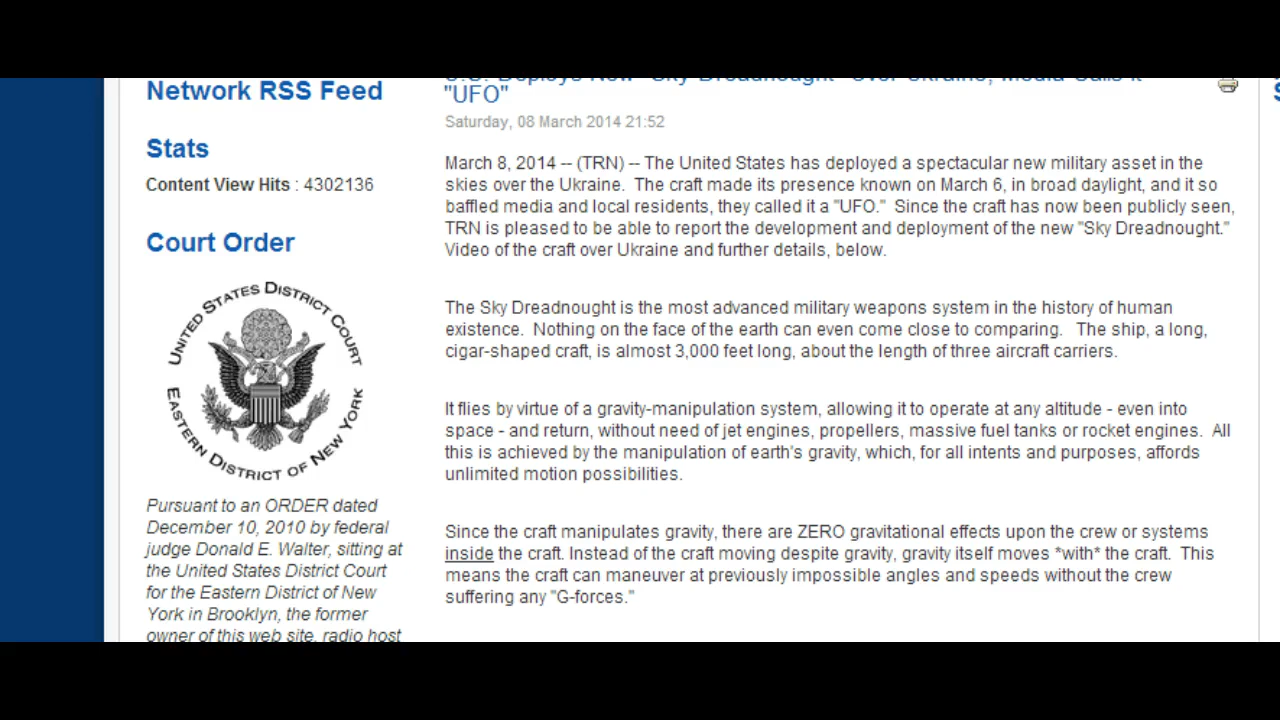 Network RSS Feed
Stats
Content View Hits : 4302136
Court Order
UNITED STATES DISTRICT COURT
EASTERN DISTRICT OF NEW YORK
Pursuant to an ORDER dated
December 10, 2010 by federal
judge Donald E. Walter, sitting at
the United States District Court
for the Eastern District of New
York in Brooklyn, the former
owner of this web site, radio host
U.S. Deploys New "Sky Dreadnought" Over Ukraine; Media Calls it
"UFO"
Saturday, 08 March 2014 21:52
March 8, 2014 -- (TRN) -- The United States has deployed a spectacular new military asset in the
skies over the Ukraine.  The craft made its presence known on March 6, in broad daylight, and it so
baffled media and local residents, they called it a "UFO."  Since the craft has now been publicly seen,
TRN is pleased to be able to report the development and deployment of the new "Sky Dreadnought."
Video of the craft over Ukraine and further details, below.
The Sky Dreadnought is the most advanced military weapons system in the history of human
existence.  Nothing on the face of the earth can even come close to comparing.   The ship, a long,
cigar-shaped craft, is almost 3,000 feet long, about the length of three aircraft carriers.
It flies by virtue of a gravity-manipulation system, allowing it to operate at any altitude - even into
space - and return, without need of jet engines, propellers, massive fuel tanks or rocket engines.  All
this is achieved by the manipulation of earth's gravity, which, for all intents and purposes, affords
unlimited motion possibilities.
Since the craft manipulates gravity, there are ZERO gravitational effects upon the crew or systems
inside the craft. Instead of the craft moving despite gravity, gravity itself moves *with* the craft.  This
means the craft can maneuver at previously impossible angles and speeds without the crew
suffering any "G-forces."